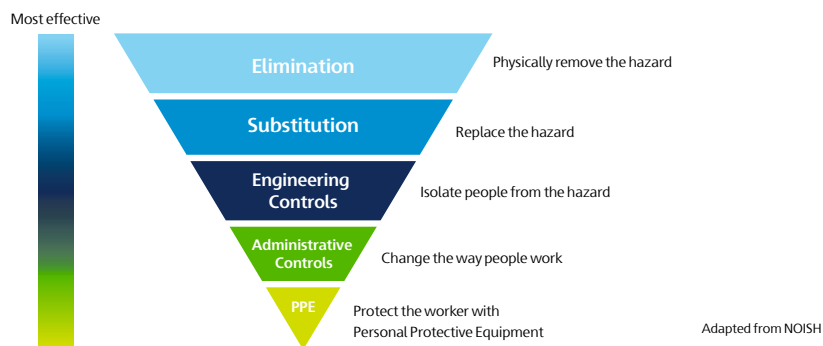 Most effective
Elimination
Physically remove the hazard
Substitution
Replace the hazard
Engineering
Controls
Isolate people from the hazard
Administrative
Controls
Change the way people work
PPE
Protect the worker with
Personal Protective Equipment
Adapted from NOISH